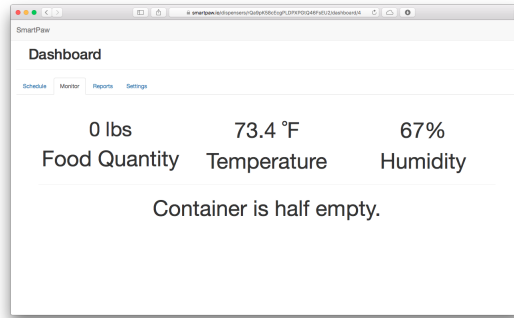 SmartPaw
Dashboard
Schedule Monitor Reports Settings
0 lbs 73.4 °F 67%
Food Quantity Temperature Humidity
Container is half empty.